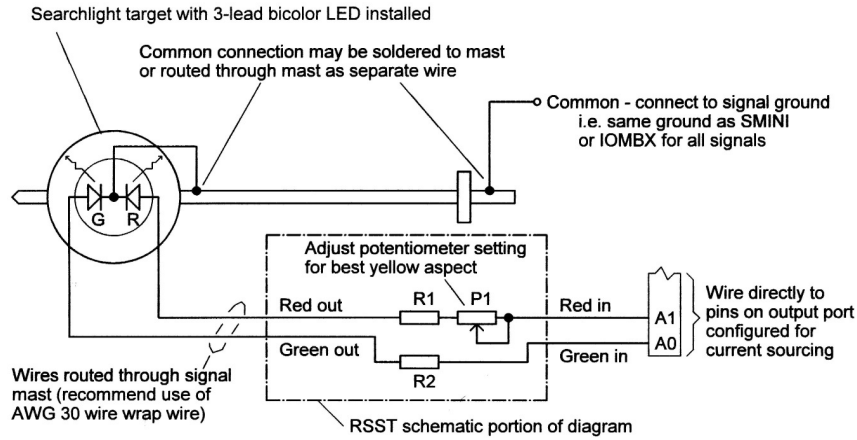 Searchlight target with 3-lead bicolor LED installed
Common connection may be soldered to mast
or routed through mast as separate wire
Common - connect to signal ground
i.e. same ground as SMINI
or IOMBX for all signals
G
R
Adjust potentiometer setting
for best yellow aspect
Red out
R1
P1
Red in
A1
A0
Wire directly to
pins on output port
configured for
current sourcing
Green out
R2
Green in
Wires routed through signal
mast (recommend use of
AWG 30 wire wrap wire)
RSST schematic portion of diagram